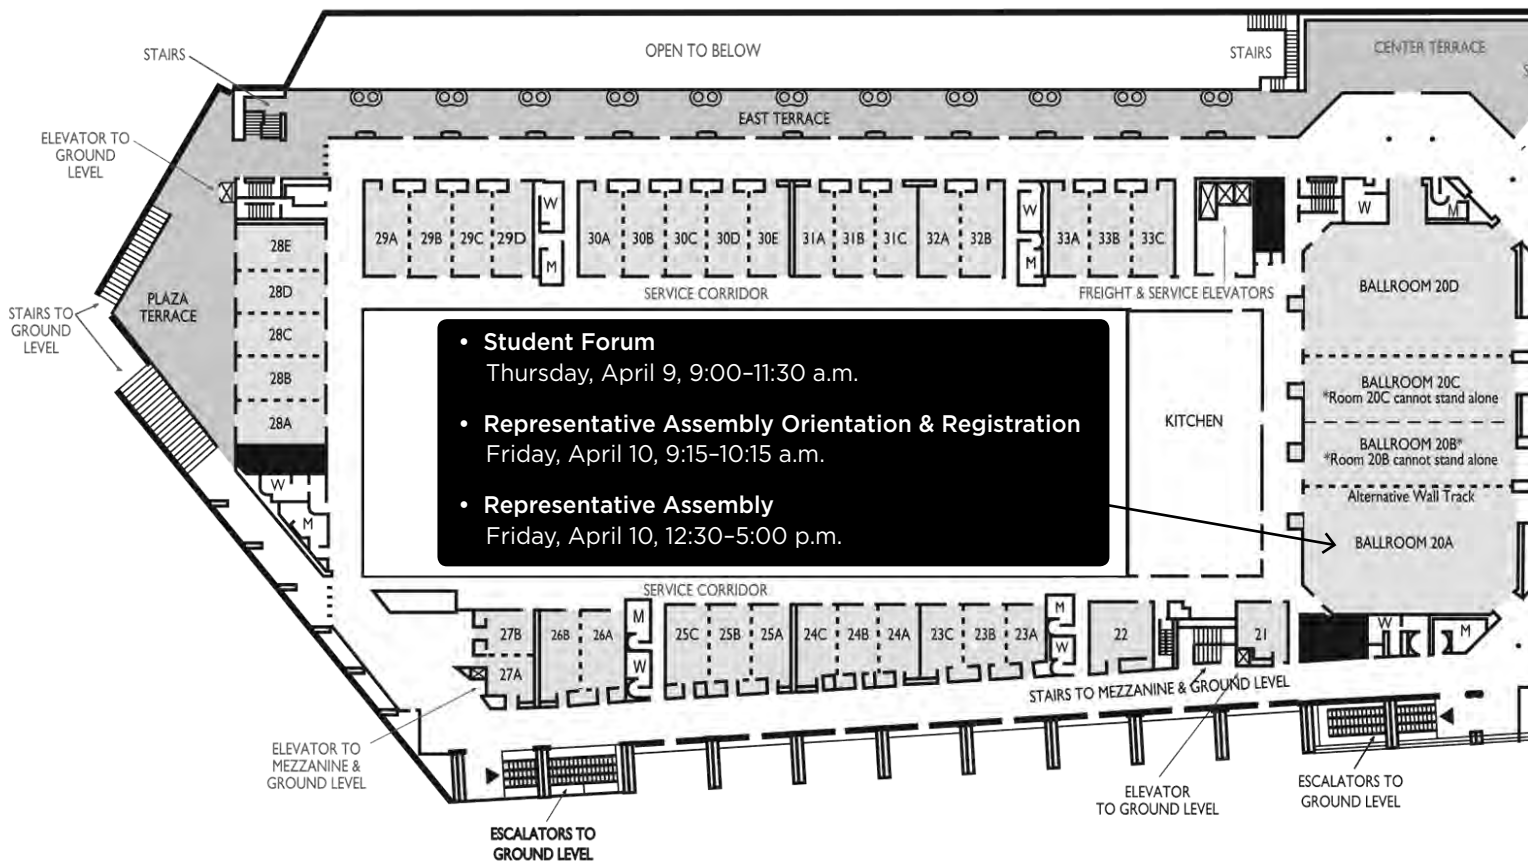 STAIRS
OPEN TO BELOW
STAIRS
CENTER TERRACE
EAST TERRACE
ELEVATOR TO
GROUND
LEVEL
W
W
W
M
29A
29B
29C
29D
30A
30B
30C
30D
30E
31A
31B
31C
32A
32B
33A
33B
33C
M
M
28E
28D
28C
28B
28A
SERVICE CORRIDOR
FREIGHT & SERVICE ELEVATORS
BALLROOM 20D
PLAZA
TERRACE
STAIRS TO
GROUND
LEVEL
• Student Forum
Thursday, April 9, 9:00–11:30 a.m.
• Representative Assembly Orientation & Registration
Friday, April 10, 9:15–10:15 a.m.
• Representative Assembly
Friday, April 10, 12:30–5:00 p.m.
KITCHEN
BALLROOM 20C
*Room 20C cannot stand alone
BALLROOM 20B*
*Room 20B cannot stand alone
Alternative Wall Track
BALLROOM 20A
W
M
SERVICE CORRIDOR
27B
27A
26B
26A
M
W
25C
25B
25A
24C
24B
24A
23C
23B
23A
M
W
22
21
W
M
STAIRS TO MEZZANINE & GROUND LEVEL
ELEVATOR TO
MEZZANINE &
GROUND LEVEL
ESCALATORS TO
GROUND LEVEL
ELEVATOR
TO GROUND LEVEL
ESCALATORS TO
GROUND LEVEL